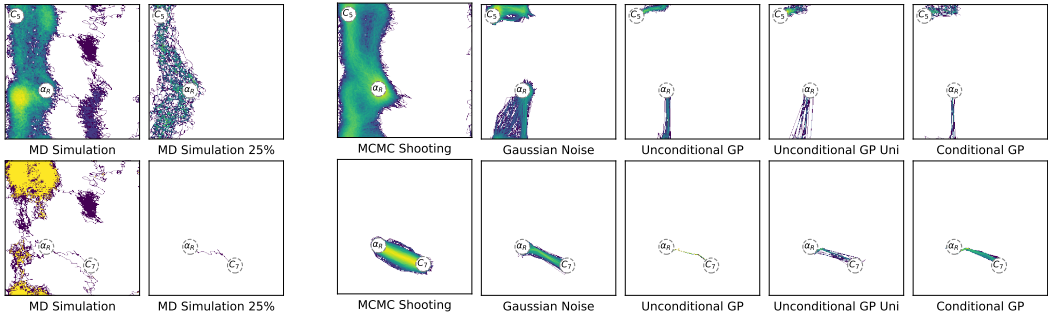 C5 αR
MD Simulation
C5 αR
MD Simulation 25%
C5 αR
MCMC Shooting
C5 αR
Gaussian Noise
C5 αR
Unconditional GP
C5 αR
Unconditional GP Uni
C5 αR
Conditional GP
αR C7
MD Simulation
αR C7
MD Simulation 25%
αR C7
MCMC Shooting
αR C7
Gaussian Noise
αR C7
Unconditional GP
αR C7
Unconditional GP Uni
αR C7
Conditional GP